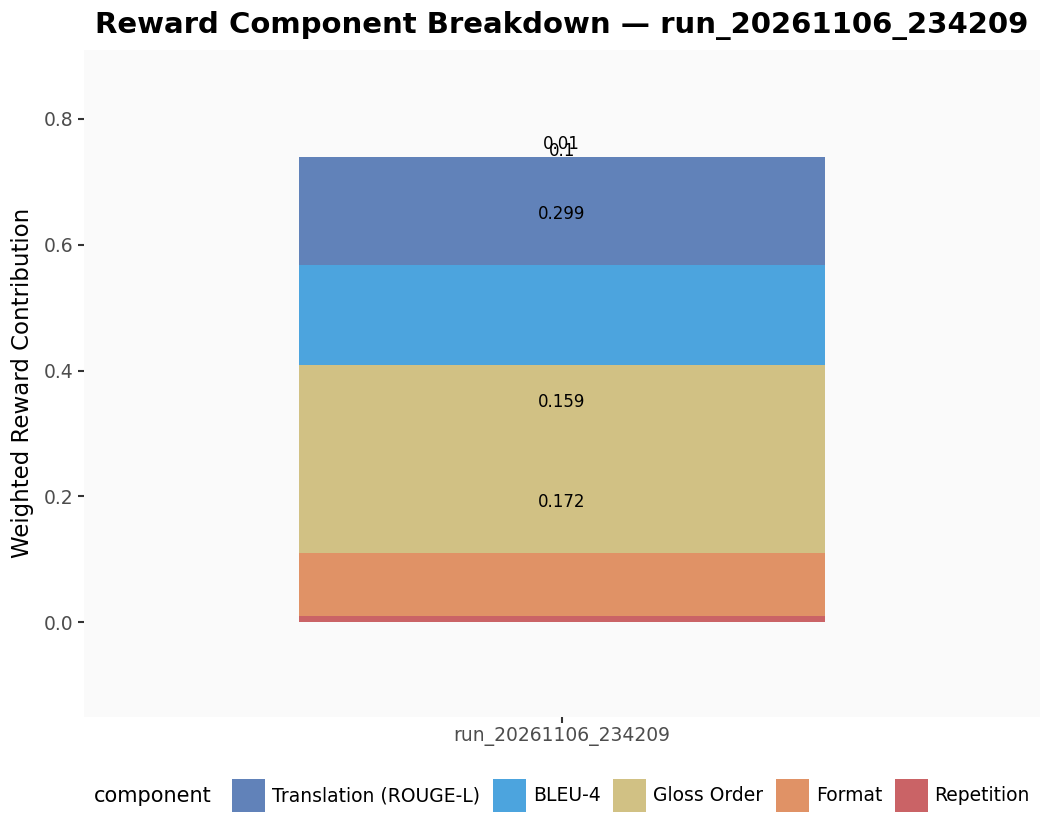 Reward Component Breakdown — run_20261106_234209
Weighted Reward Contribution
0.8
0.6
0.4
0.2
0.0
0.01
0.1
0.299
0.159
0.172
run_20261106_234209
component
Translation (ROUGE-L)
BLEU-4
Gloss Order
Format
Repetition